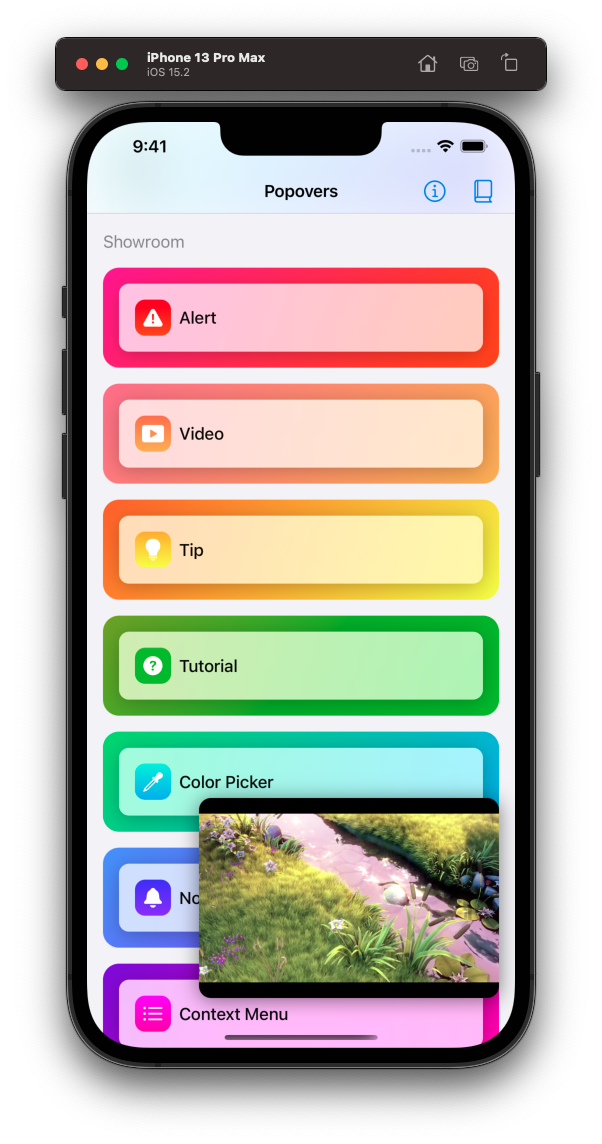 iPhone 13 Pro Max
iOS 15.2
9:41
Popovers
Showroom
Alert
Video
Tip
Tutorial
Color Picker
No
Context Menu